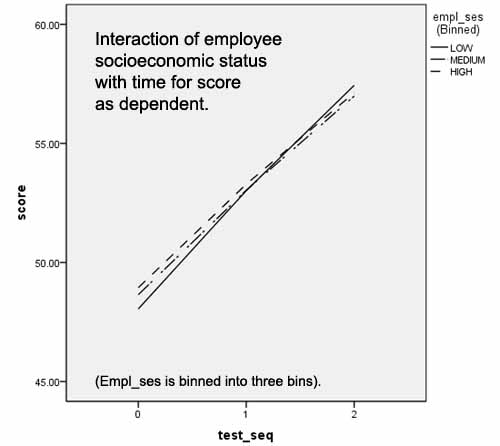 60.00
Interaction of employee
socioeconomic status
with time for score
as dependent.
empl_ses
(Binned)
LOW
MEDIUM
HIGH
55.00
score
50.00
45.00
(Empl_ses is binned into three bins).
0
1
2
test_seq